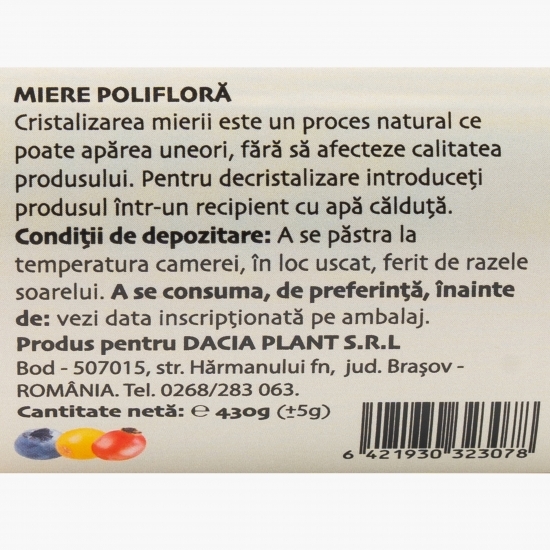 MIERE POLIFLORĂ
Cristalizarea mierii este un proces natural ce
poate apărea uneori, fără să afecteze calitatea
produsului. Pentru decristalizare introduceți
produsul într-un recipient cu apă călduță.
Condiții de depozitare: A se păstra la
temperatura camerei, în loc uscat, ferit de razele
soarelui. A se consuma, de preferință, înainte
de: vezi data inscripționată pe ambalaj.
Produs pentru DACIA PLANT S.R.L
Bod - 507015, str. Hărmanului fn, jud. Brașov -
ROMÂNIA. Tel. 0268/283 063.
Cantitate netă: ℮ 430g (±5g)
6 421930 323078